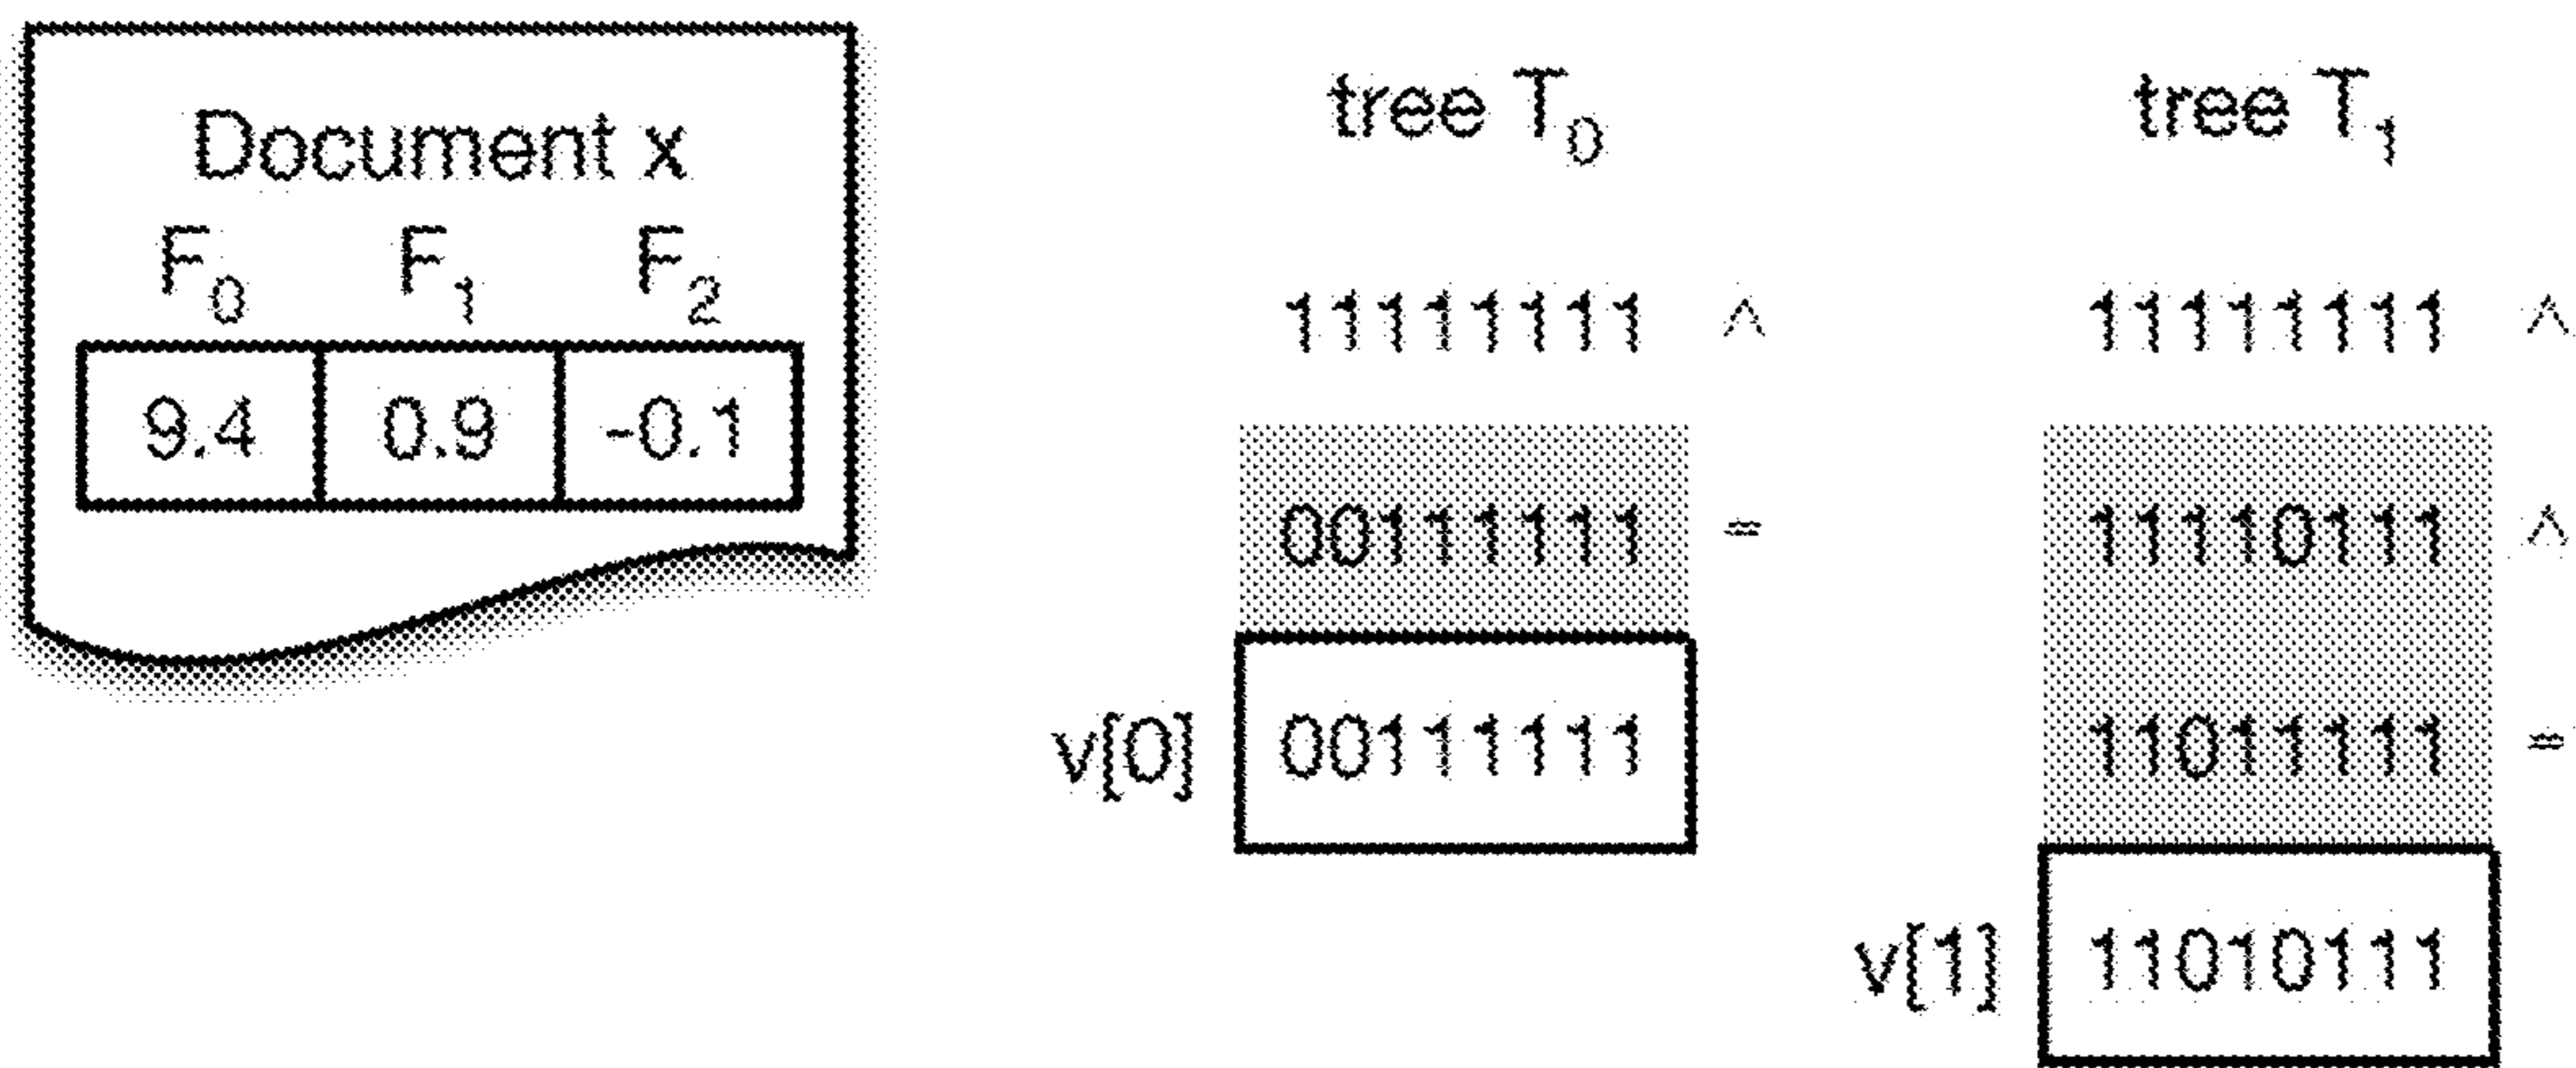 Document x
F0 F1 F2
9.4 0.9 -0.1
tree T0
11111111 ^
00111111 =
v[0] 00111111
tree T1
11111111 ^
11110111 ^
11011111 =
v[1] 11010111